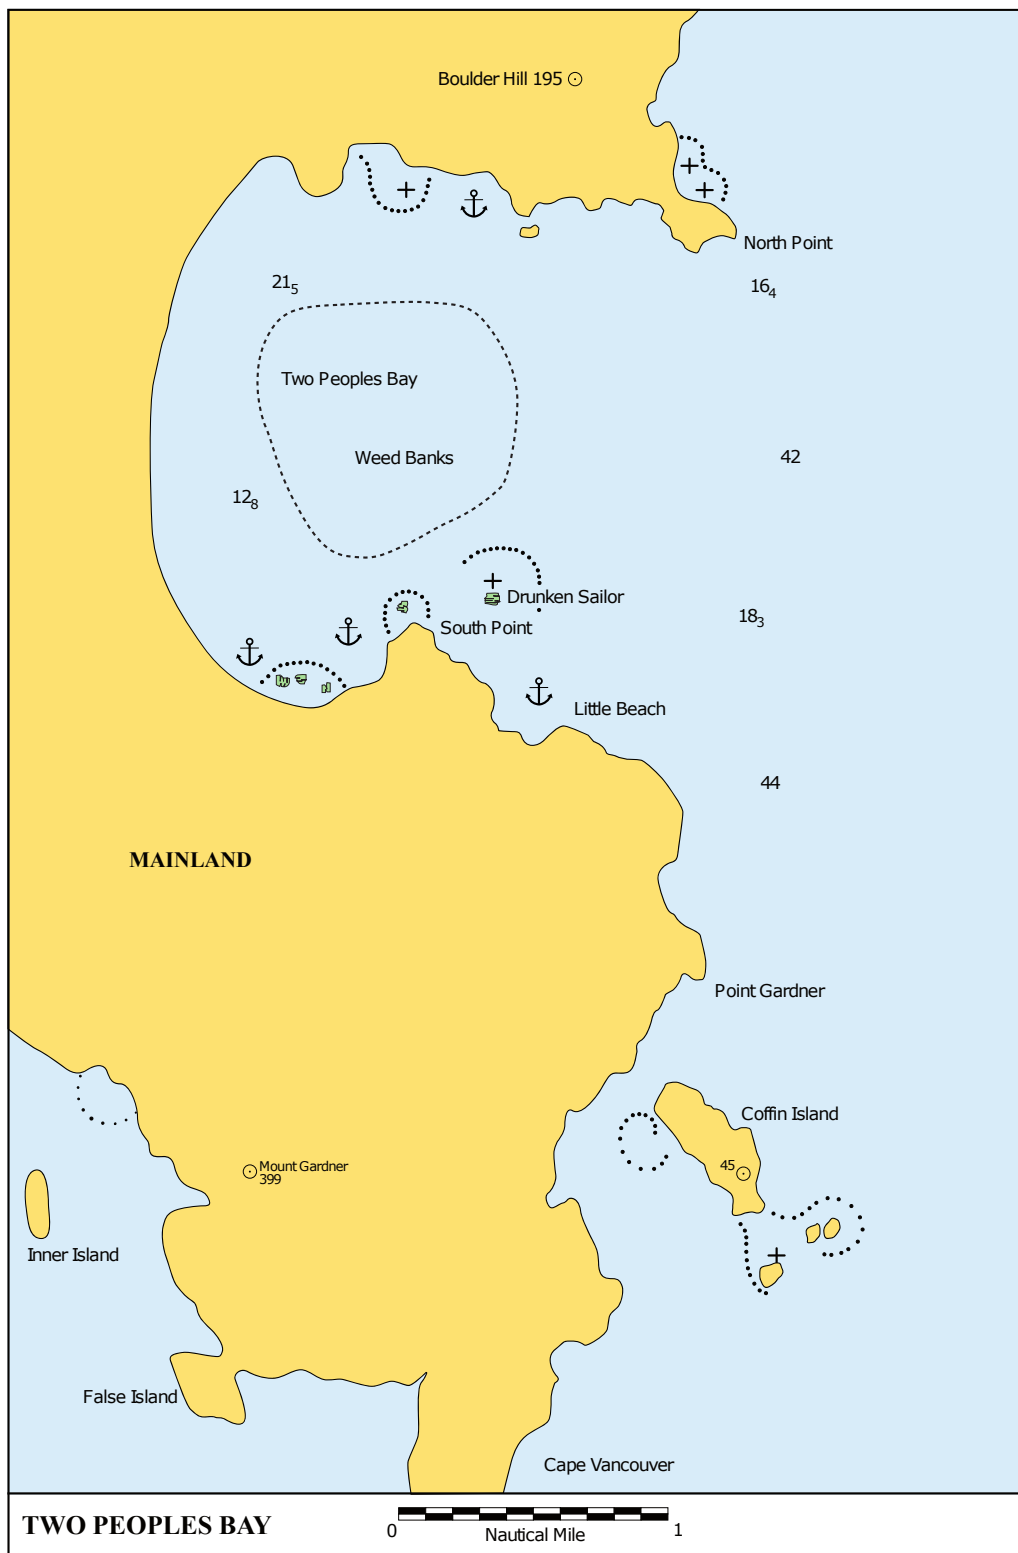 Boulder Hill 195
North Point
21₅
16₄
Two Peoples Bay
42
Weed Banks
12₈
Drunken Sailor
18₃
South Point
Little Beach
44
MAINLAND
Point Gardner
Coffin Island
45
Mount Gardner
399
Inner Island
False Island
Cape Vancouver
TWO PEOPLES BAY
0
1
Nautical Mile